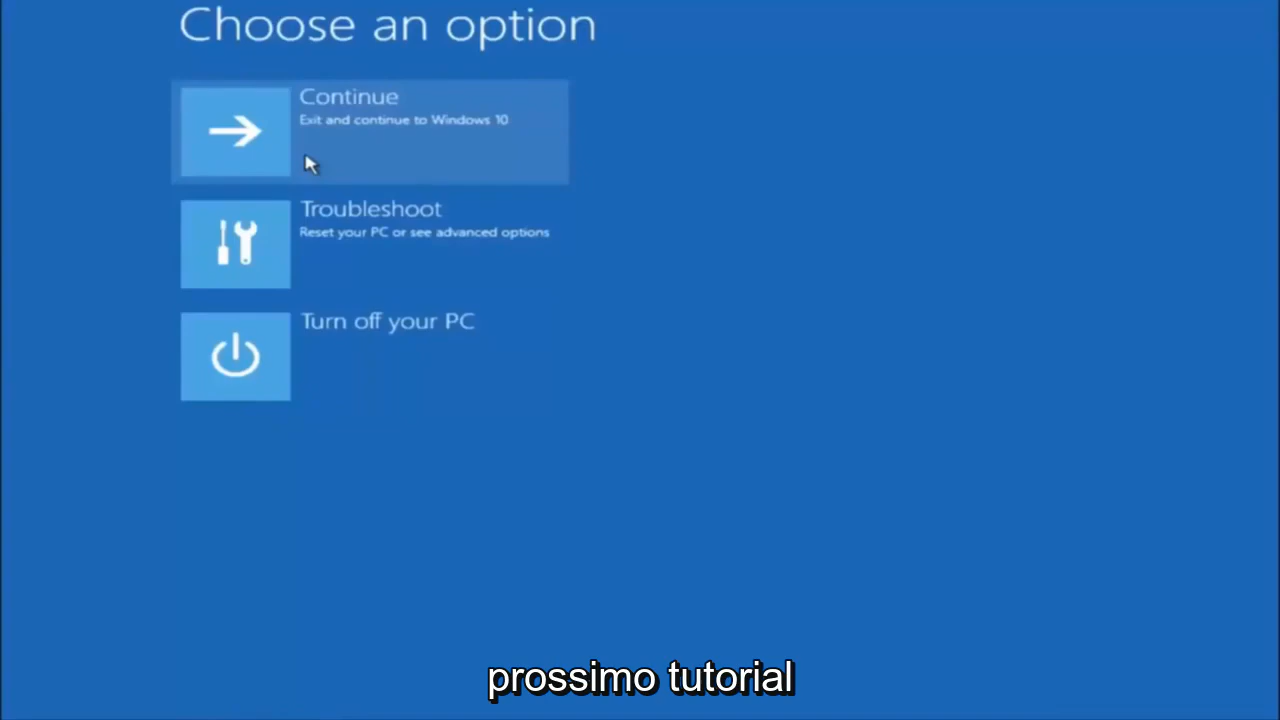 Choose an option
Continue
Exit and continue to Windows 10
Troubleshoot
Reset your PC or see advanced options
Turn off your PC
prossimo tutorial